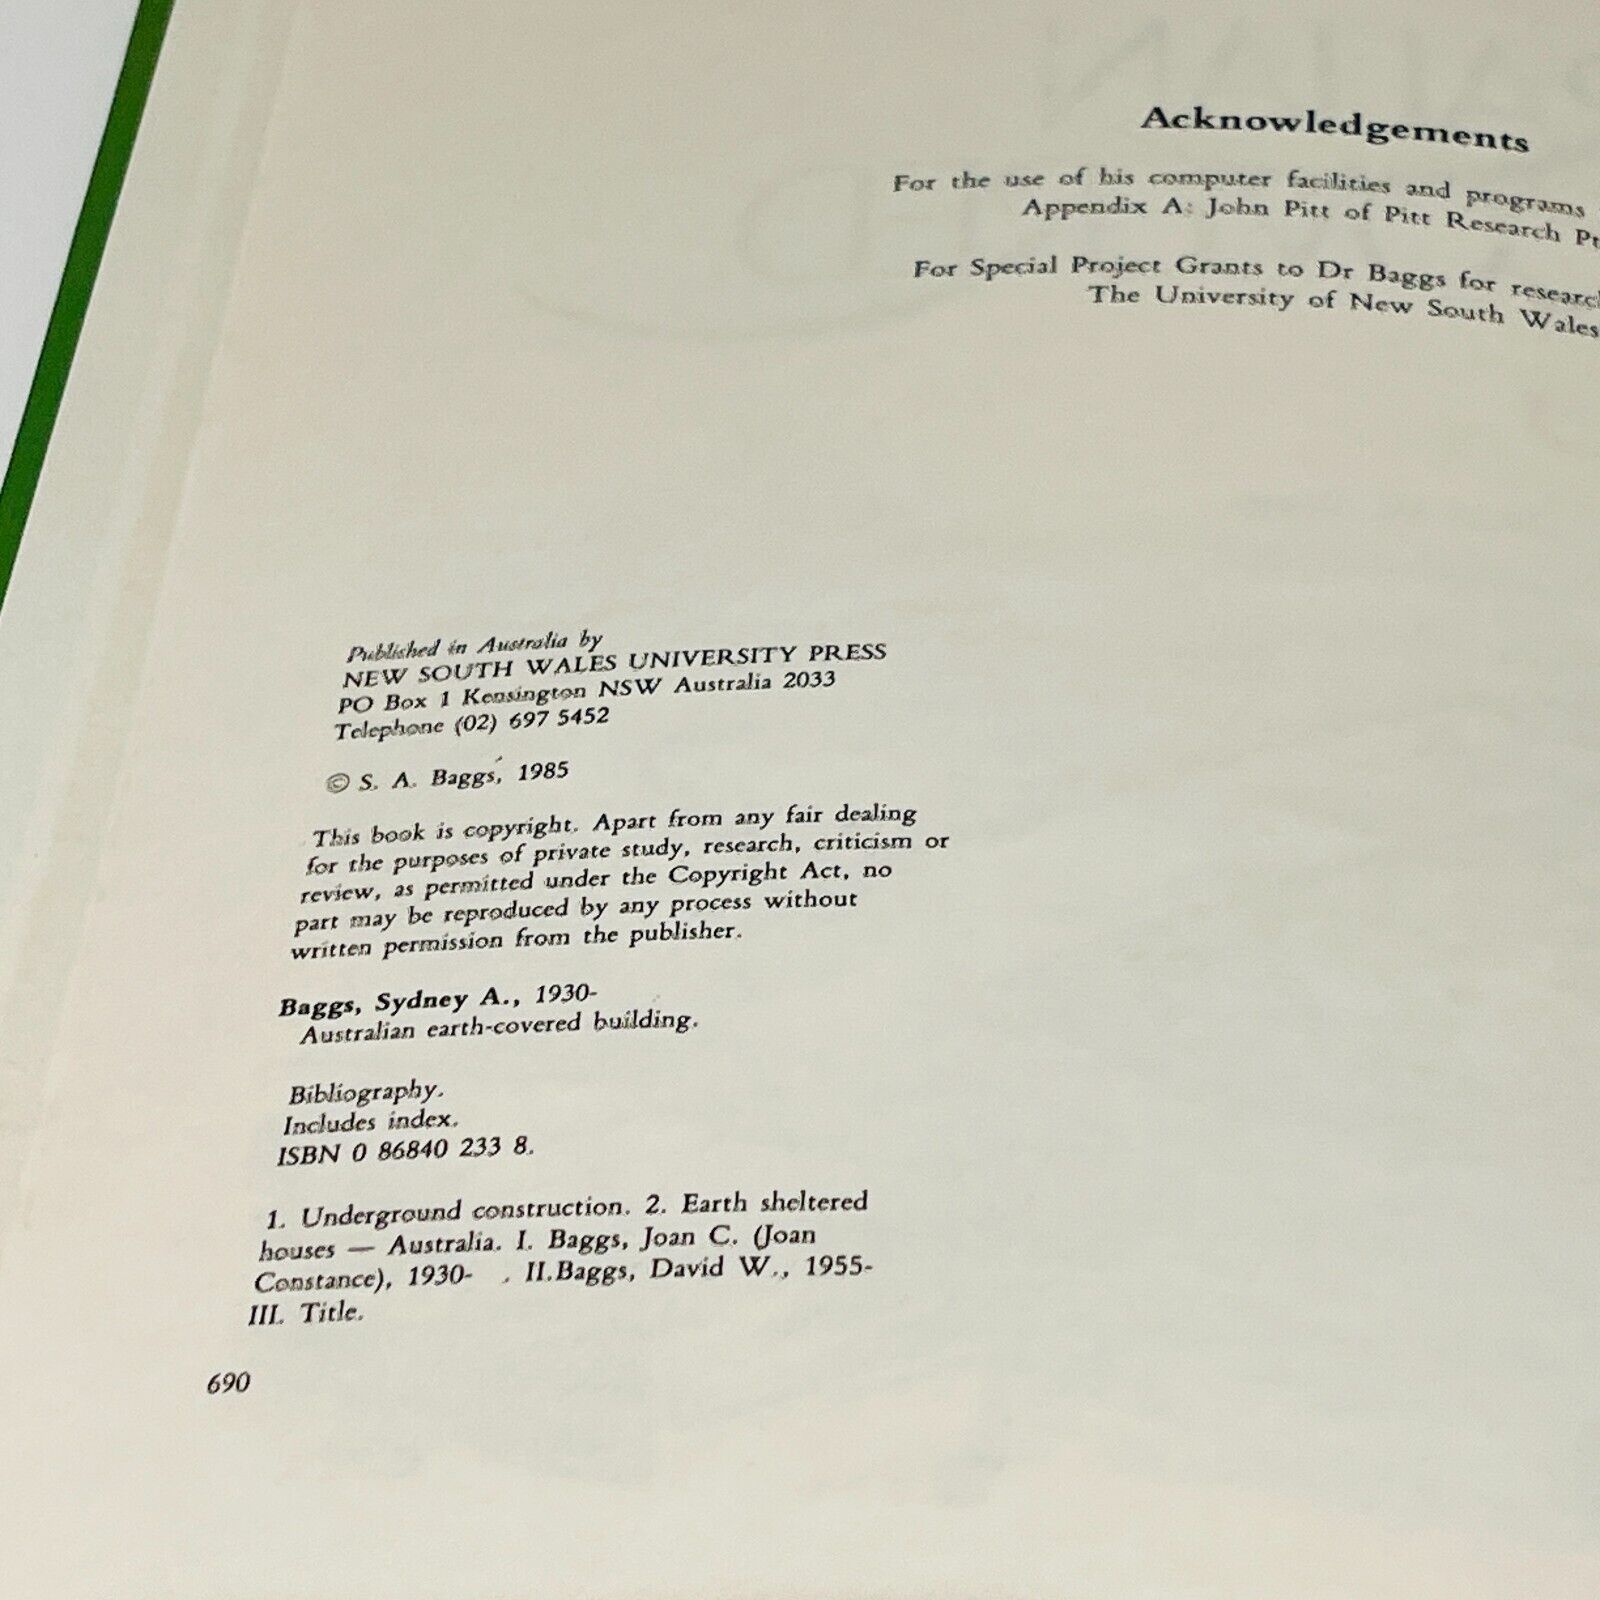 Acknowledgements
For the use of his computer facilities and programs
Appendix A: John Pitt of Pitt Research
For Special Project Grants to Dr Baggs for
The University of New South Wales
Published in Australia by
NEW SOUTH WALES UNIVERSITY PRESS
PO Box 1 Kensington NSW Australia 2033
Telephone (02) 697 5452
© S. A. Baggs, 1985
This book is copyright. Apart from any fair dealing
for the purposes of private study, research, criticism or
review, as permitted under the Copyright Act, no
part may be reproduced by any process without
written permission from the publisher.
Baggs, Sydney A., 1930-
Australian earth-covered building.
Bibliography.
Includes index.
ISBN 0 86840 233 8.
1. Underground construction. 2. Earth sheltered
houses — Australia. I. Baggs, Joan C. (Joan
Constance), 1930- . II.Baggs, David W., 1955-
III. Title.
690